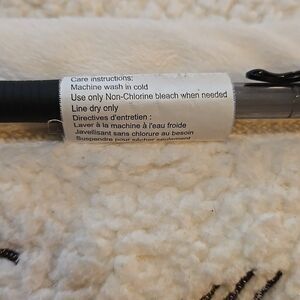 Care instructions:
Machine wash in cold
Use only Non-Chlorine bleach when needed
Line dry only
Directives d'entretien :
Laver à la machine à l'eau froide
Javellisant sans chlorure au besoin
Suspendre pour sécher seulement